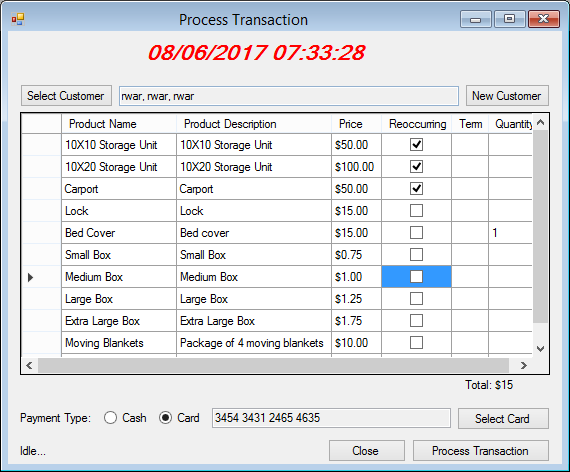 Process Transaction
08/06/2017 07:33:28
Select Customer rwar, rwar, rwar New Customer
Product Name Product Description Price Reoccurring Term Quantity
10X10 Storage Unit 10X10 Storage Unit $50.00
10X20 Storage Unit 10X20 Storage Unit $100.00
Carport Carport $50.00
Lock Lock $15.00
Bed Cover Bed cover $15.00 1
Small Box Small Box $0.75
Medium Box Medium Box $1.00
Large Box Large Box $1.25
Extra Large Box Extra Large Box $1.75
Moving Blankets Package of 4 moving blankets $10.00
Total: $15
Payment Type: Cash Card 3454 3431 2465 4635 Select Card
Idle... Close Process Transaction